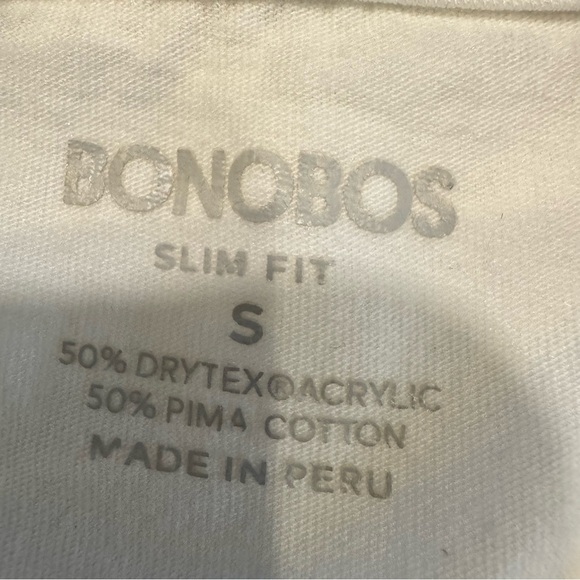 BONOBOS
SLIM FIT
S
50% DRYTEX® ACRYLIC
50% PIMA COTTON
MADE IN PERU